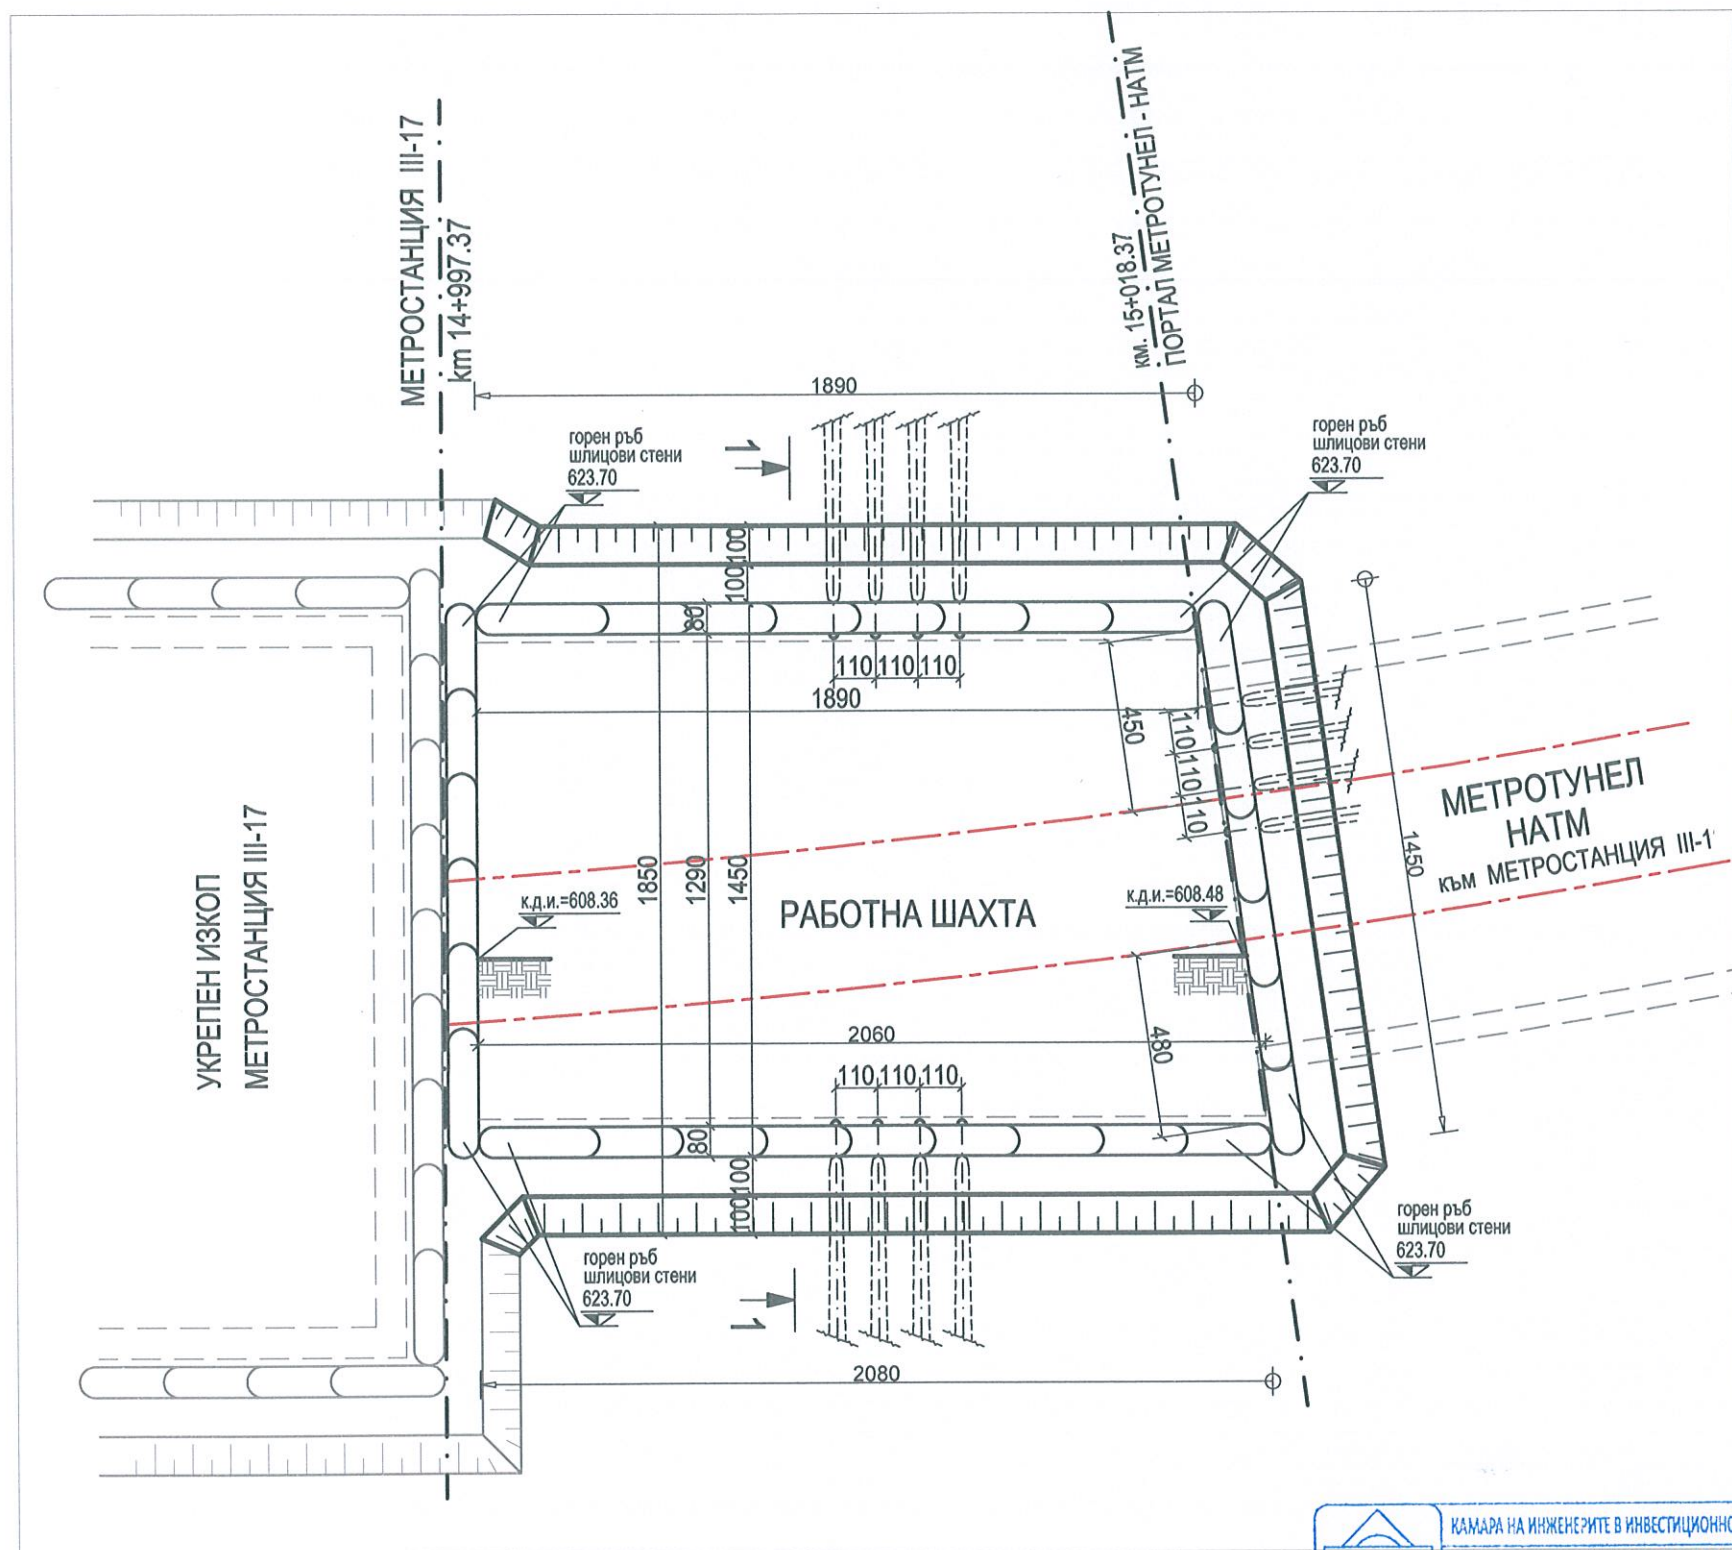 МЕТРОСТАНЦИЯ III-17
km 14+997.37
км. 15+018.37
ПОРТАЛ МЕТРОТУНЕЛ - НАТМ
1890
горен ръб
шлицови стени
623.70
1
горен ръб
шлицови стени
623.70
100
100
80
110 110 110
1890
450
110
110
110
1850
1290
1450
УКРЕПЕН ИЗКОП
МЕТРОСТАНЦИЯ III-17
к.д.и.=608.36
РАБОТНА ШАХТА
к.д.и.=608.48
МЕТРОТУНЕЛ
НАТМ
към МЕТРОСТАНЦИЯ III-1
1450
2060
480
110 110 110
80
100
100
горен ръб
шлицови стени
623.70
1
горен ръб
шлицови стени
623.70
2080
КАМАРА НА ИНЖЕНЕРИТЕ В ИНВЕСТИЦИОННО